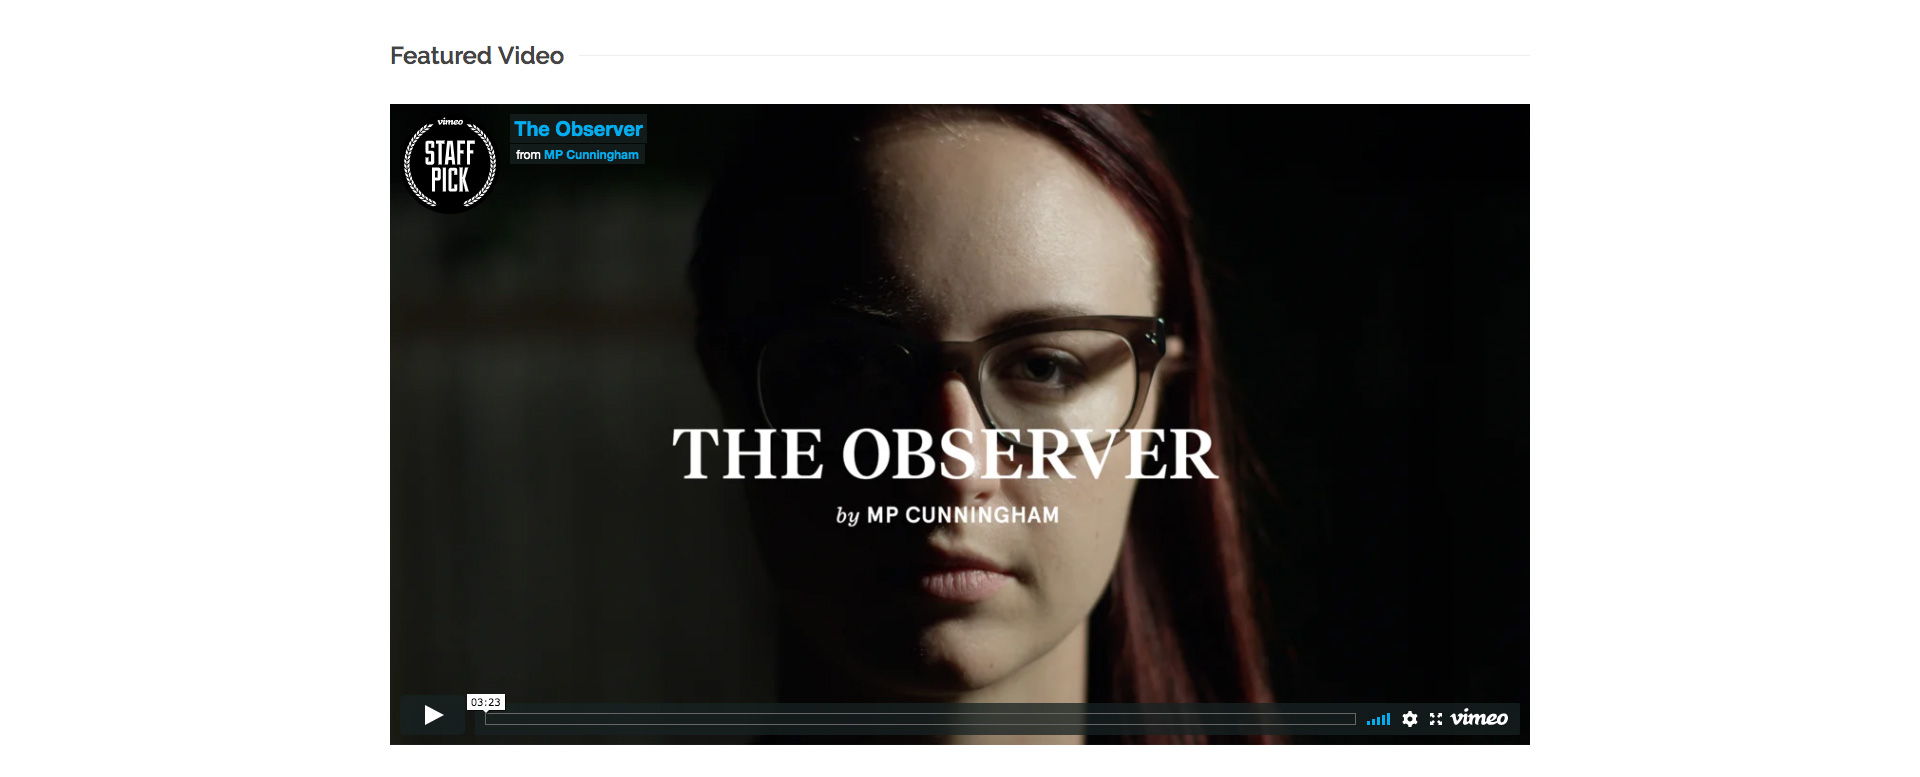 Featured Video
vimeo
STAFF
PICK
The Observer
from MP Cunningham
THE OBSERVER
by MP CUNNINGHAM
03:23
vimeo